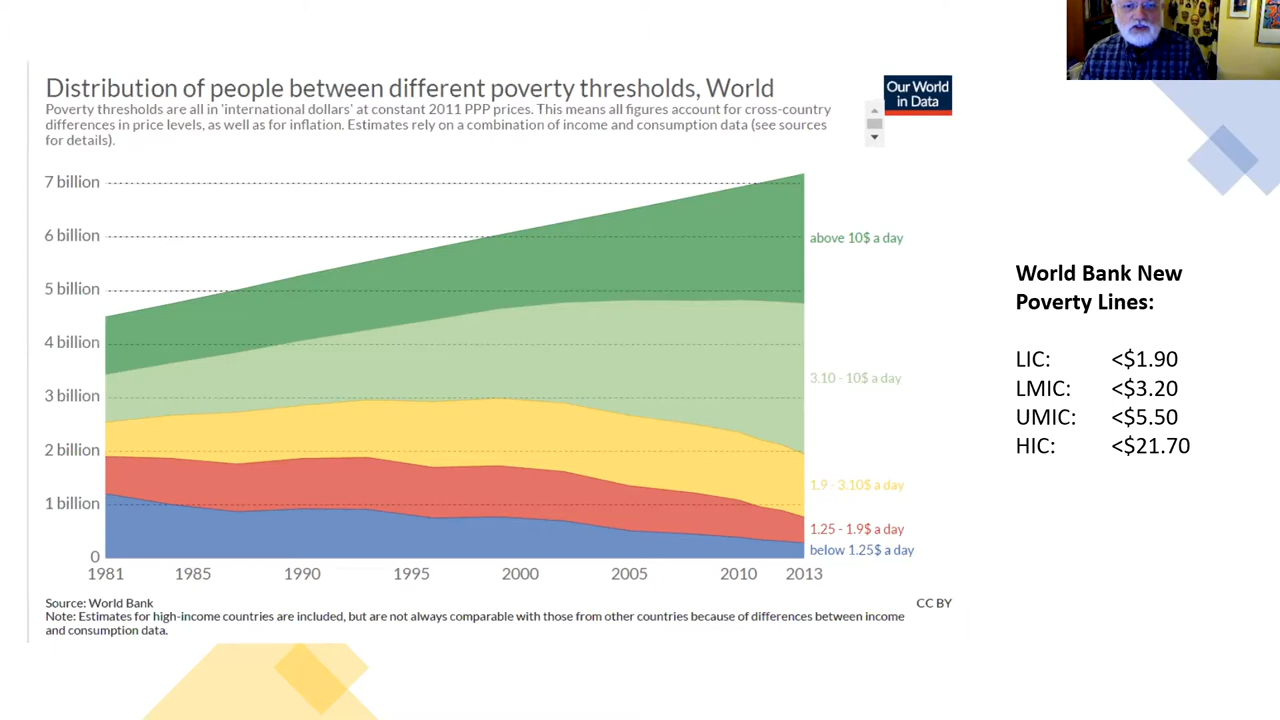 Distribution of people between different poverty thresholds, World
Poverty thresholds are all in 'international dollars' at constant 2011 PPP prices. This means all figures account for cross-country
differences in price levels, as well as for inflation. Estimates rely on a combination of income and consumption data (see sources
for details).
Our World
in Data
7 billion
6 billion
5 billion
4 billion
3 billion
2 billion
1 billion
0
above 10$ a day
3.10 - 10$ a day
1.9 - 3.10$ a day
1.25 - 1.9$ a day
below 1.25$ a day
1981 1985 1990 1995 2000 2005 2010 2013
Source: World Bank
CC BY
Note: Estimates for high-income countries are included, but are not always comparable with those from other countries because of differences between income
and consumption data.
World Bank New
Poverty Lines:
LIC: <$1.90
LMIC: <$3.20
UMIC: <$5.50
HIC: <$21.70